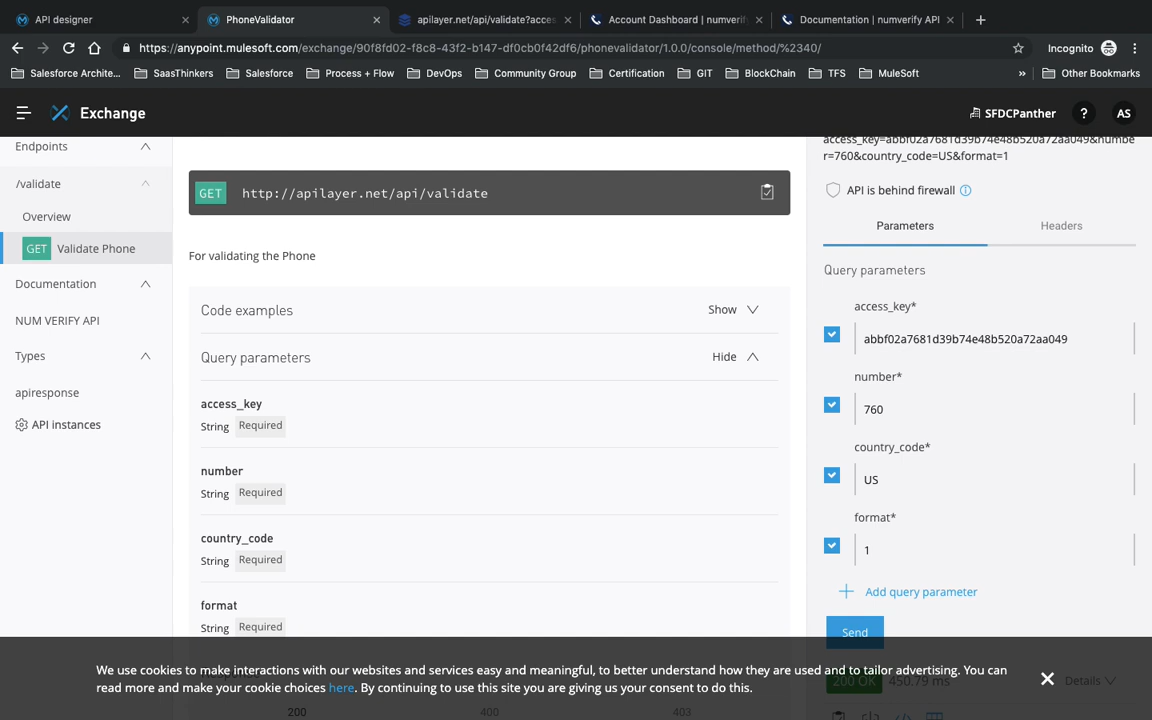 API designer
PhoneValidator
apilayer.net/api/validate?acces
Account Dashboard | numverify
Documentation | numverify API
https://anypoint.mulesoft.com/exchange/90f8fd02-f8c8-43f2-b147-df0cb0f42df6/phonevalidator/1.0.0/console/method/%2340/
Incognito
Salesforce Archite...
SaasThinkers
Salesforce
Process + Flow
DevOps
Community Group
Certification
GIT
BlockChain
TFS
MuleSoft
»
Other Bookmarks
Exchange
SFDCPanther
?
AS
Endpoints
/validate
Overview
GET Validate Phone
Documentation
NUM VERIFY API
Types
apiresponse
API instances
GET http://apilayer.net/api/validate
For validating the Phone
Code examples
Show
Query parameters
Hide
access_key
String Required
number
String Required
country_code
String Required
format
String Required
Response
200 400 403
access_key=abbf02a7681d39b74e48b520a72aa049&numbe
r=760&country_code=US&format=1
API is behind firewall
Parameters
Headers
Query parameters
access_key*
abbf02a7681d39b74e48b520a72aa049
number*
760
country_code*
US
format*
1
Add query parameter
Send
200 OK 450.79 ms
Details
We use cookies to make interactions with our websites and services easy and meaningful, to better understand how they are used and to tailor advertising. You can
read more and make your cookie choices here. By continuing to use this site you are giving us your consent to do this.